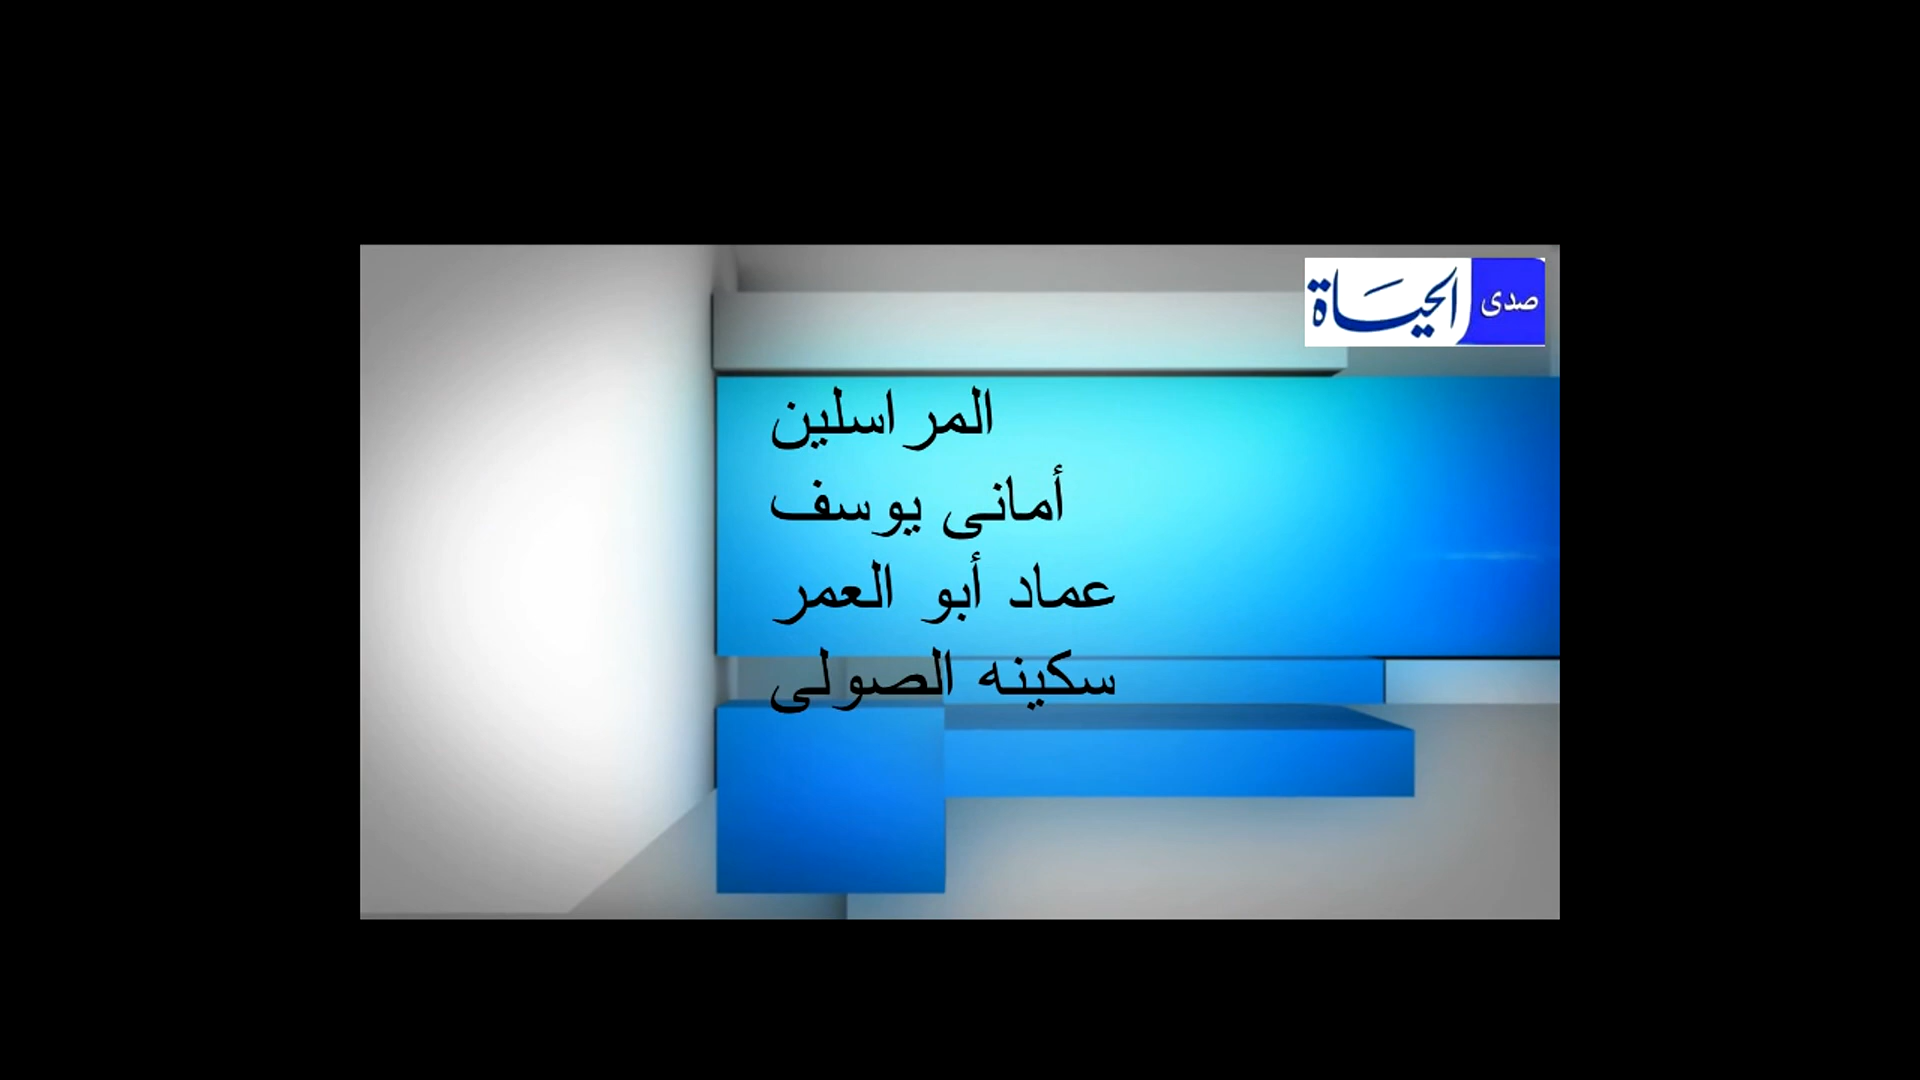 صدى الحياة
المراسلين
أمانى يوسف
عماد أبو العمر
سكينه الصولى